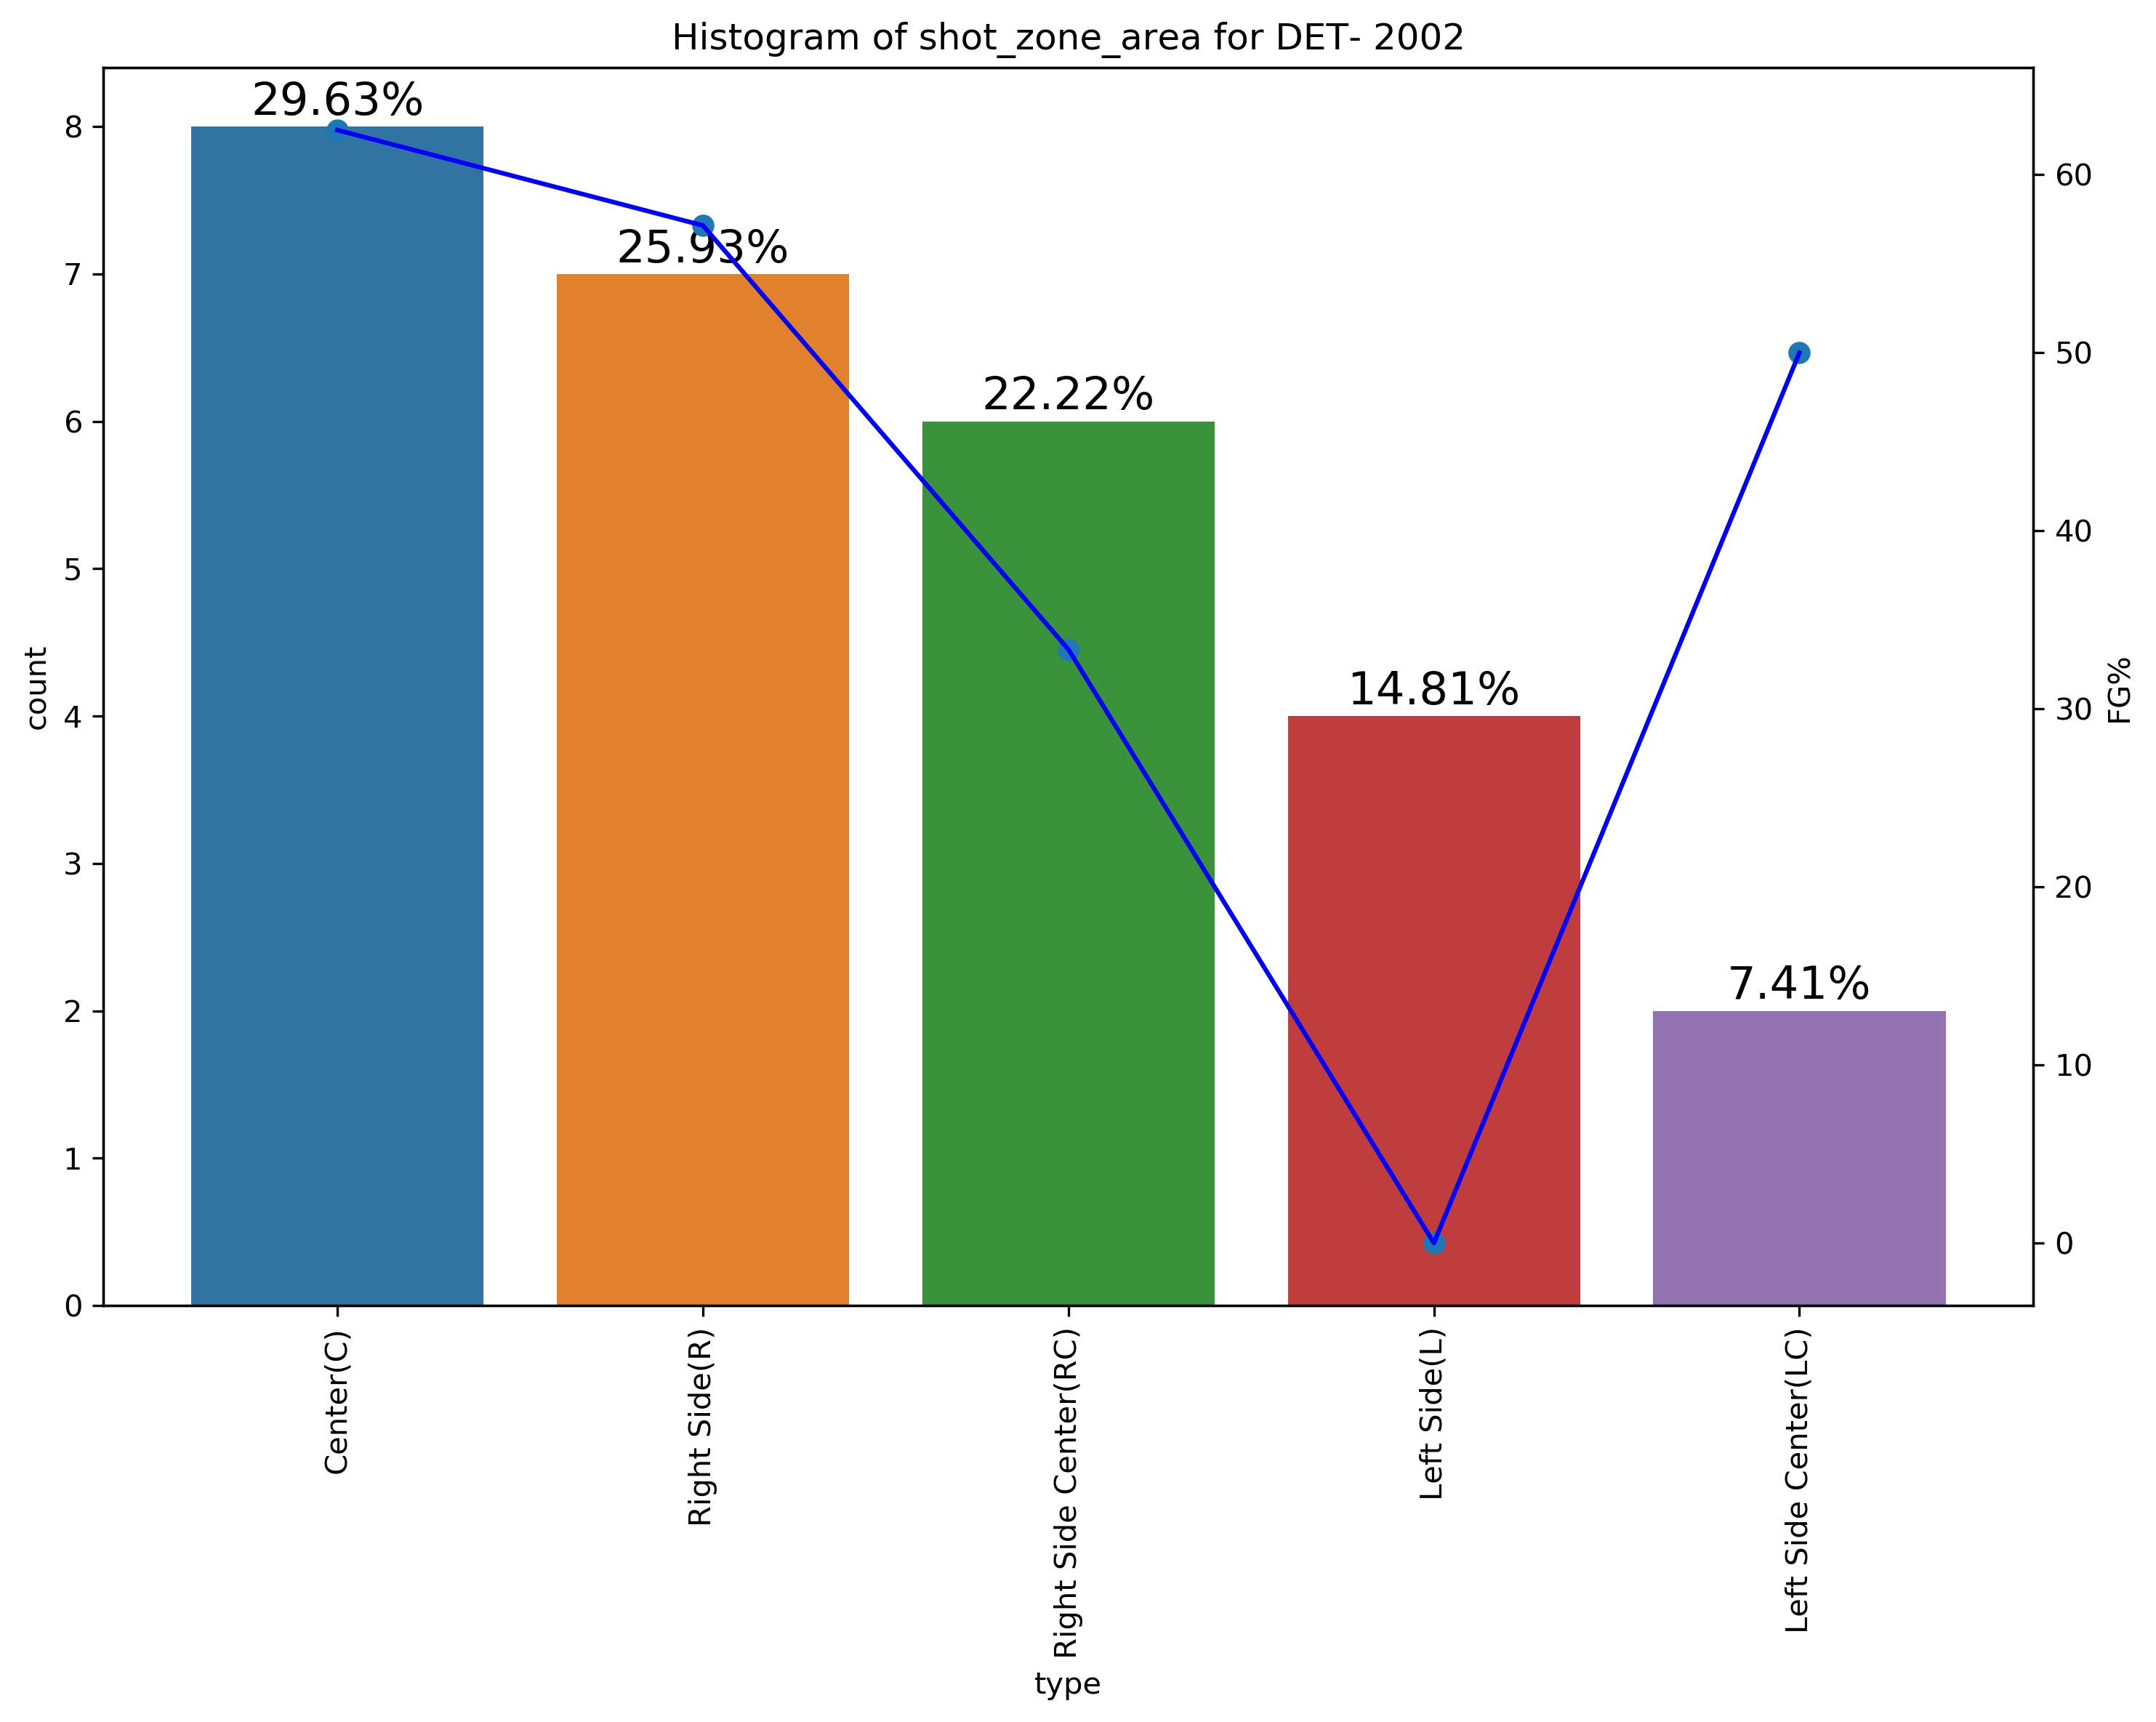 Histogram of shot_zone_area for DET- 2002
29.63%
25.93%
22.22%
14.81%
7.41%
8
7
6
5
4
3
2
1
0
count
60
50
40
30
20
10
0
FG%
Center(C)
Right Side(R)
Right Side Center(RC)
Left Side(L)
Left Side Center(LC)
type